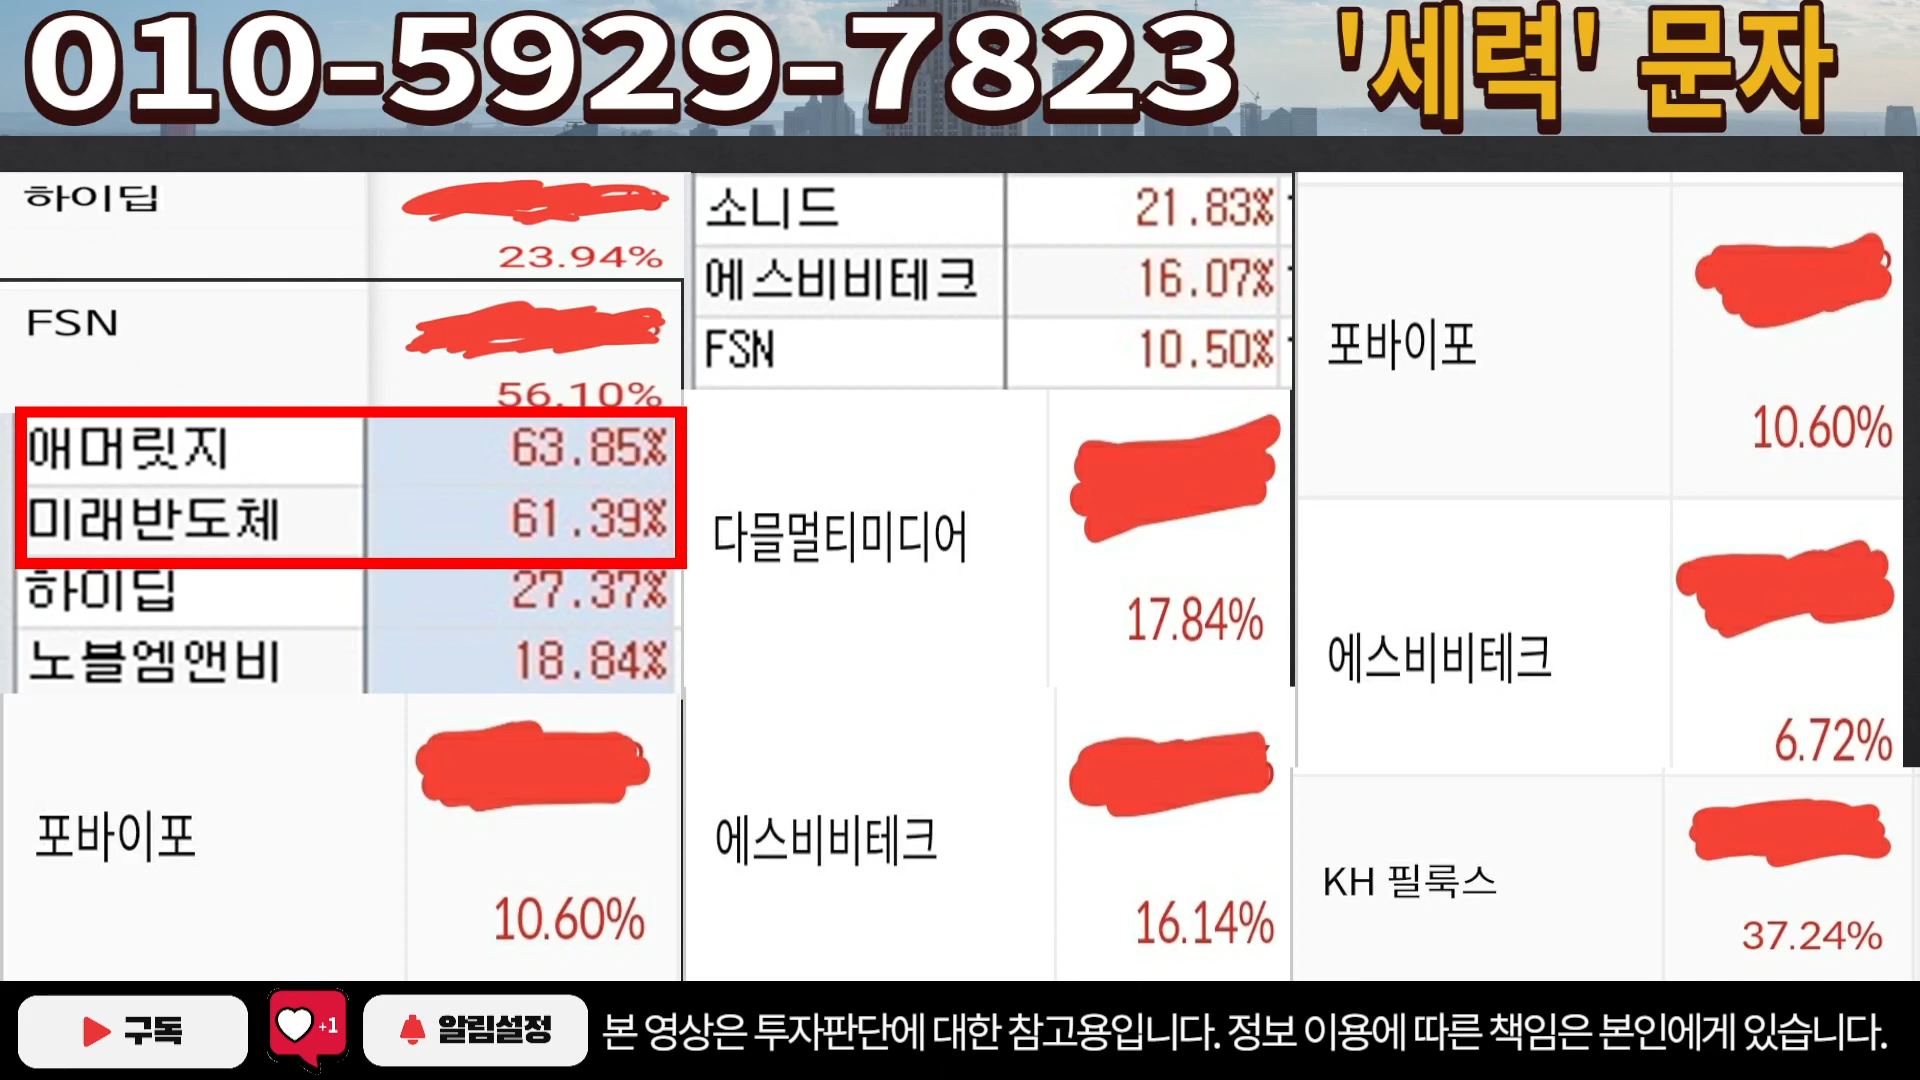 010-5929-7823 '세력' 문자
하이딥
23.94%
FSN
56.10%
애머릿지 63.85%
미래반도체 61.39%
하이딥 27.37%
노블엠앤비 18.84%
포바이포
10.60%
소니드 21.83%
에스비비테크 16.07%
FSN 10.50%
다믈멀티미디어
17.84%
에스비비테크
16.14%
포바이포
10.60%
에스비비테크
6.72%
KH 필룩스
37.24%
구독 +1 알림설정 본 영상은 투자판단에 대한 참고용입니다. 정보 이용에 따른 책임은 본인에게 있습니다.